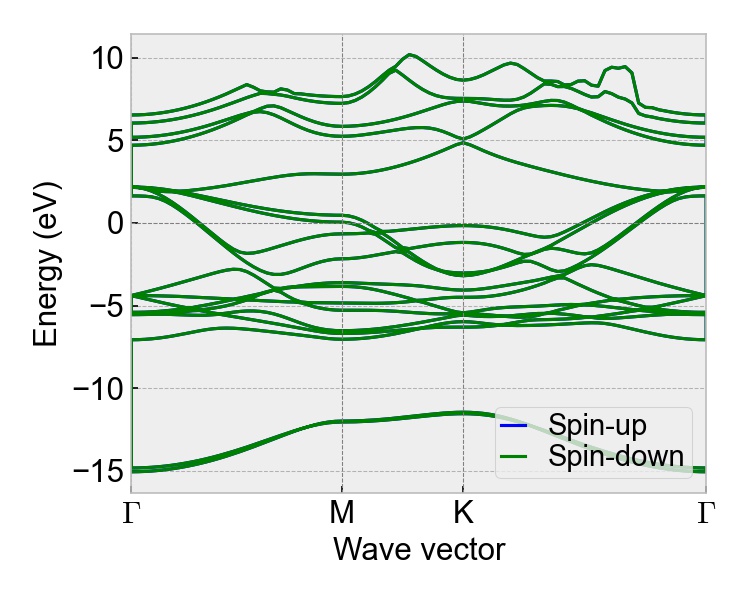 Energy (eV)
10
5
0
−5
−10
−15
Spin-up
Spin-down
Γ M K Γ
Wave vector